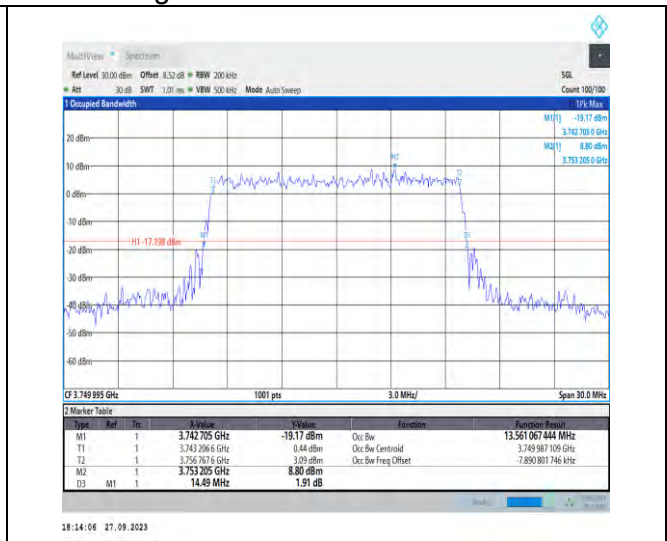 MultiView Spectrum
Ref Level 30.00 dBm Offset 8.52 dB RBW 200 kHz SGL
Att 30 dB SWT 1.01 ms VBW 500 kHz Mode Auto Sweep Count 100/100
1 Occupied Bandwidth 1Pk Max
M1[1] -19.17 dBm
3.742 705 0 GHz
M2[1] 8.80 dBm
3.753 205 0 GHz
20 dBm
M2
10 dBm
T1 T2
0 dBm
-10 dBm
M1 D3
H1 -17.198 dBm
-20 dBm
-30 dBm
-40 dBm
-50 dBm
-60 dBm
CF 3.749 995 GHz 1001 pts 3.0 MHz/ Span 30.0 MHz
2 Marker Table
Type Ref Trc X-Value Y-Value Function Function Result
M1 1 3.742705 GHz -19.17 dBm Occ Bw 13.561 067 444 MHz
T1 1 3.743 206 6 GHz 0.44 dBm Occ Bw Centroid 3.749 987 109 GHz
T2 1 3.756 767 6 GHz 3.09 dBm Occ Bw Freq Offset -7.890 801 746 kHz
M2 1 3.753 205 GHz 8.80 dBm
D3 M1 1 14.49 MHz 1.91 dB
18:14:06 27.09.2023